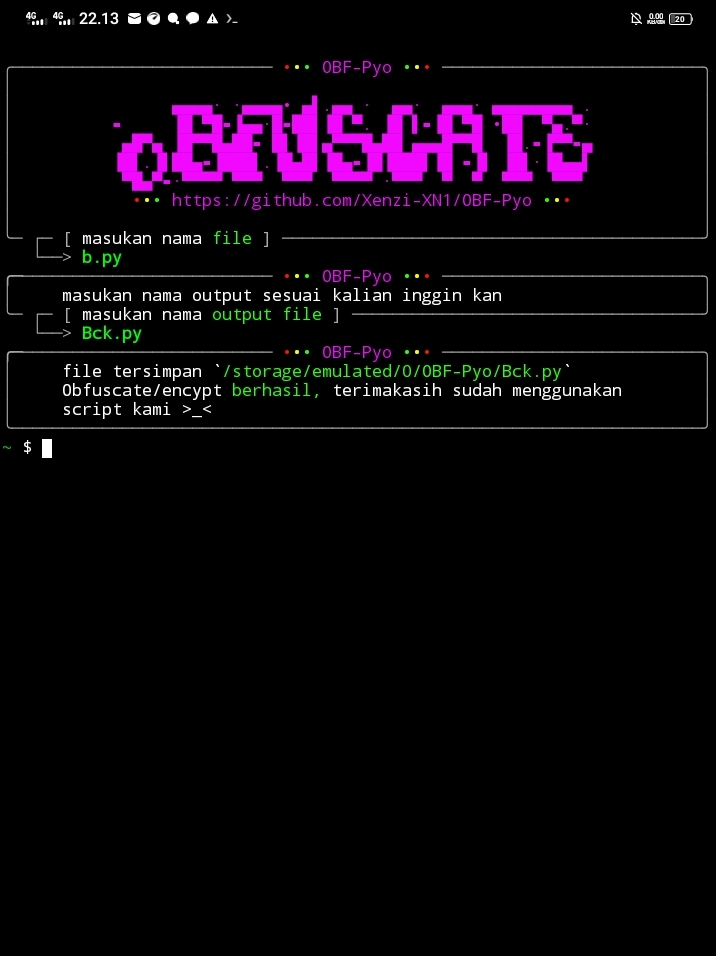 4G 4G 22.13 0.00 20
OBF-Pyo
OBFUSCATE
https://github.com/Xenzi-XN1/OBF-Pyo
[ masukan nama file ]
> b.py
OBF-Pyo
masukan nama output sesuai kalian inggin kan
[ masukan nama output file ]
> Bck.py
OBF-Pyo
file tersimpan `/storage/emulated/0/OBF-Pyo/Bck.py`
Obfuscate/encypt berhasil, terimakasih sudah menggunakan
script kami >_<
~ $